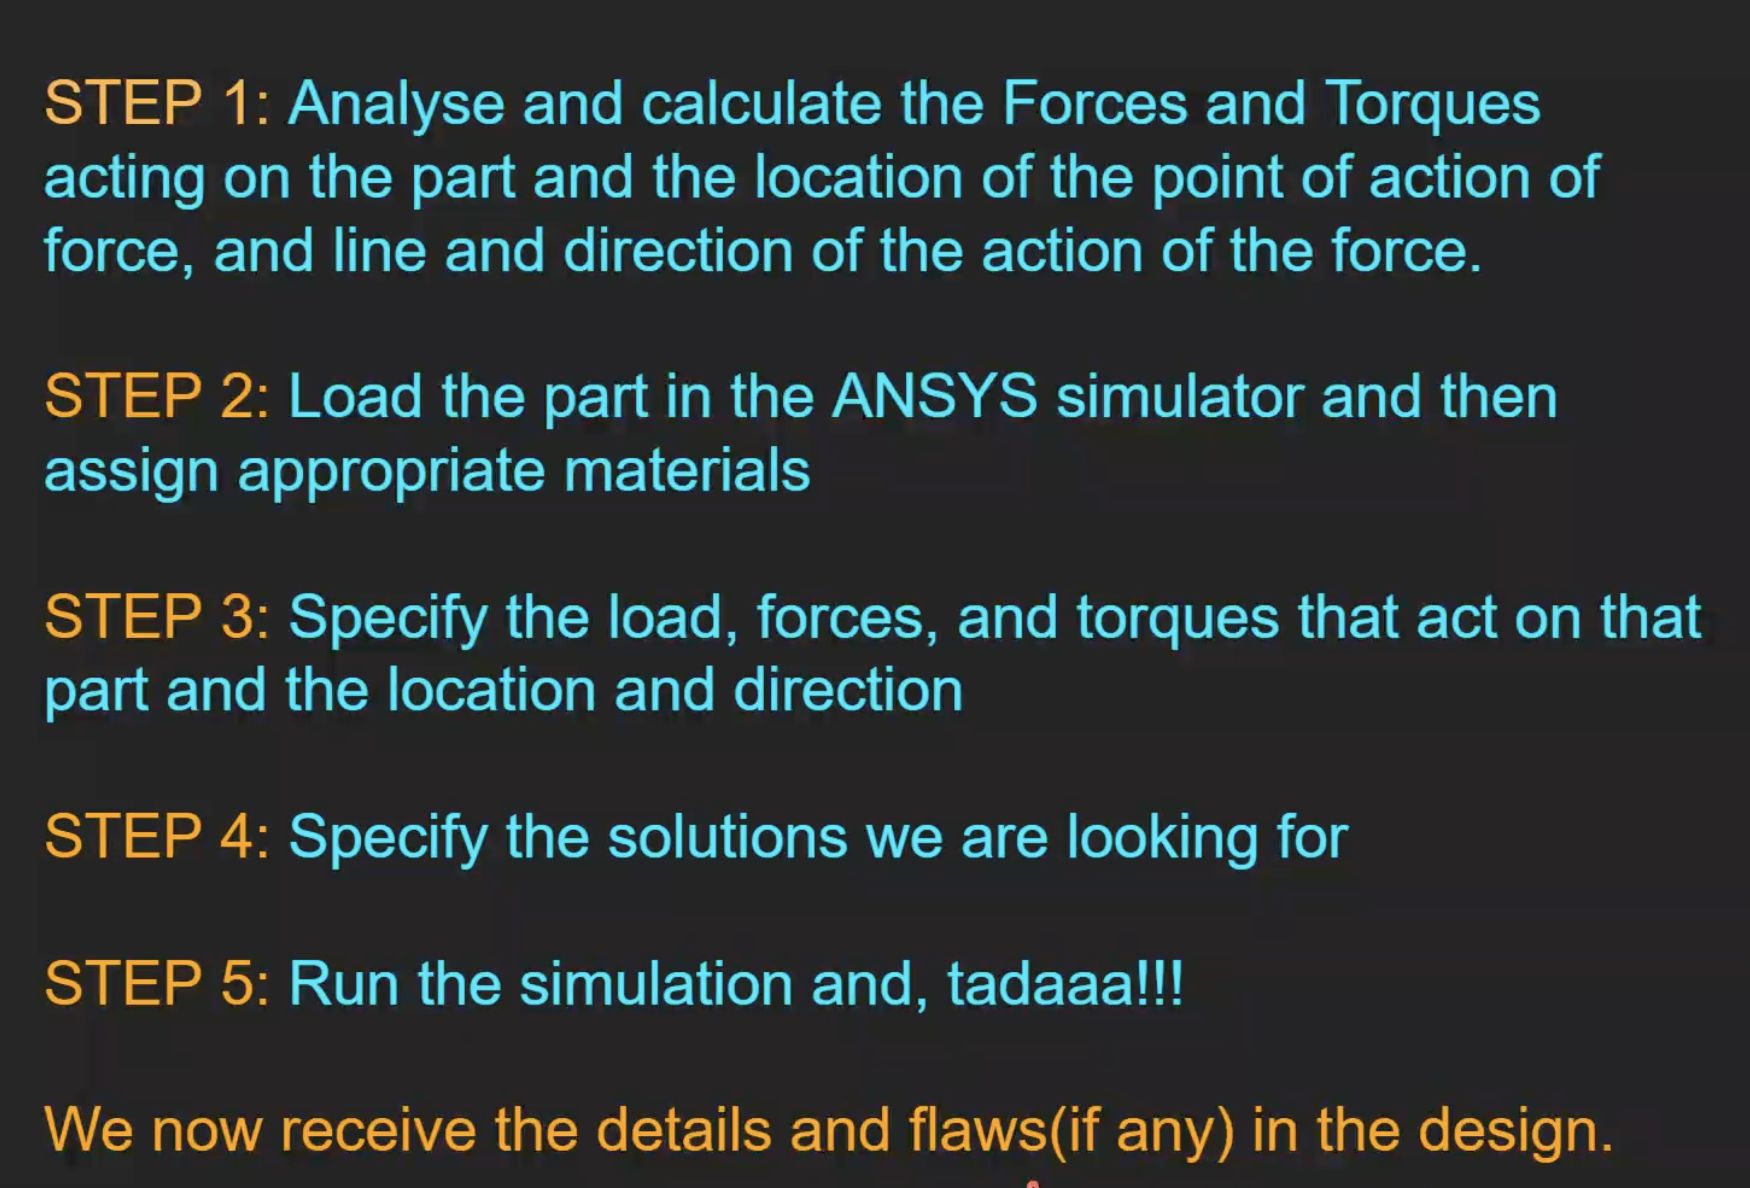 STEP 1: Analyse and calculate the Forces and Torques
acting on the part and the location of the point of action of
force, and line and direction of the action of the force.
STEP 2: Load the part in the ANSYS simulator and then
assign appropriate materials
STEP 3: Specify the load, forces, and torques that act on that
part and the location and direction
STEP 4: Specify the solutions we are looking for
STEP 5: Run the simulation and, tadaaa!!!
We now receive the details and flaws(if any) in the design.